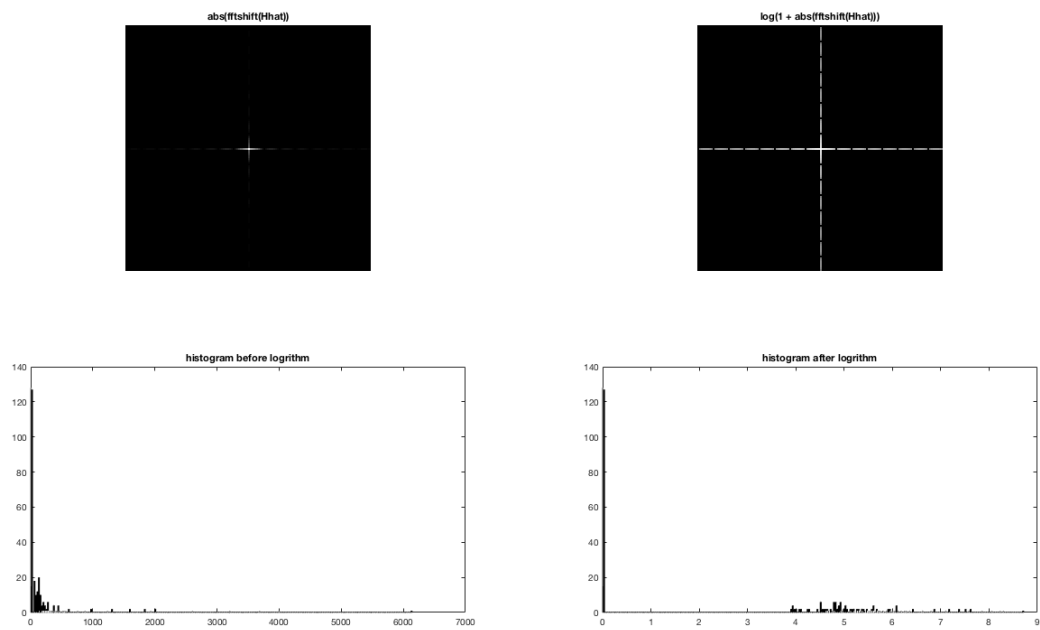 abs(fftshift(Hhat))
log(1 + abs(fftshift(Hhat)))
histogram before logrithm
140
120
100
80
60
40
20
0
0 1000 2000 3000 4000 5000 6000 7000
histogram after logrithm
140
120
100
80
60
40
20
0
0 1 2 3 4 5 6 7 8 9